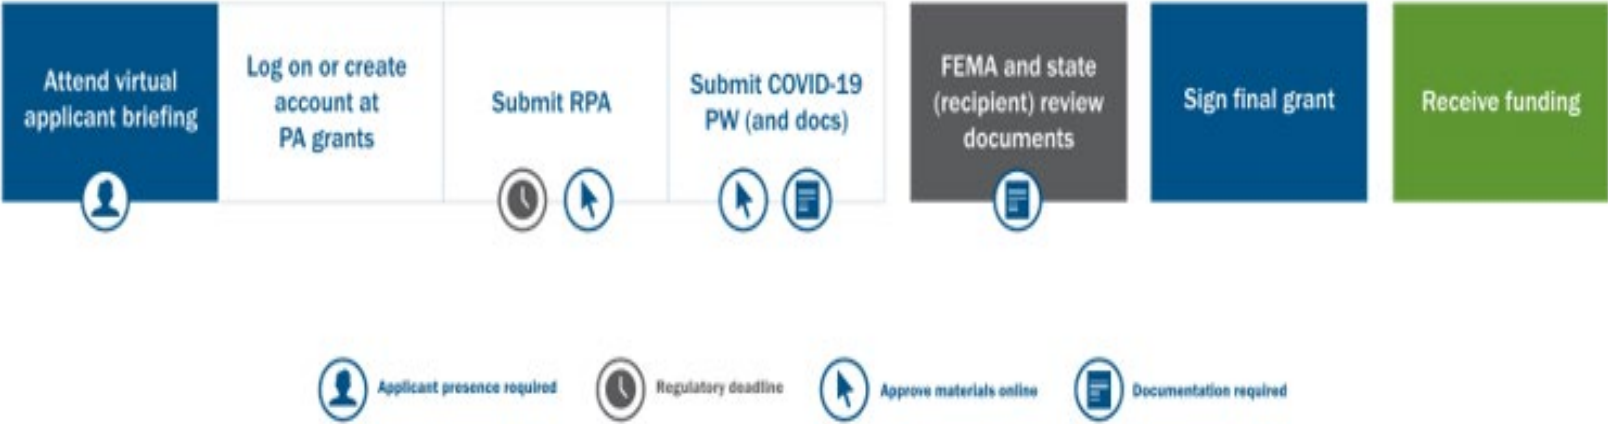 Attend virtual
applicant briefing
Log on or create
account at
PA grants
Submit RPA
Submit COVID-19
PW (and docs)
FEMA and state
(recipient) review
documents
Sign final grant
Receive funding
Applicant presence required
Regulatory deadline
Approve materials online
Documentation required